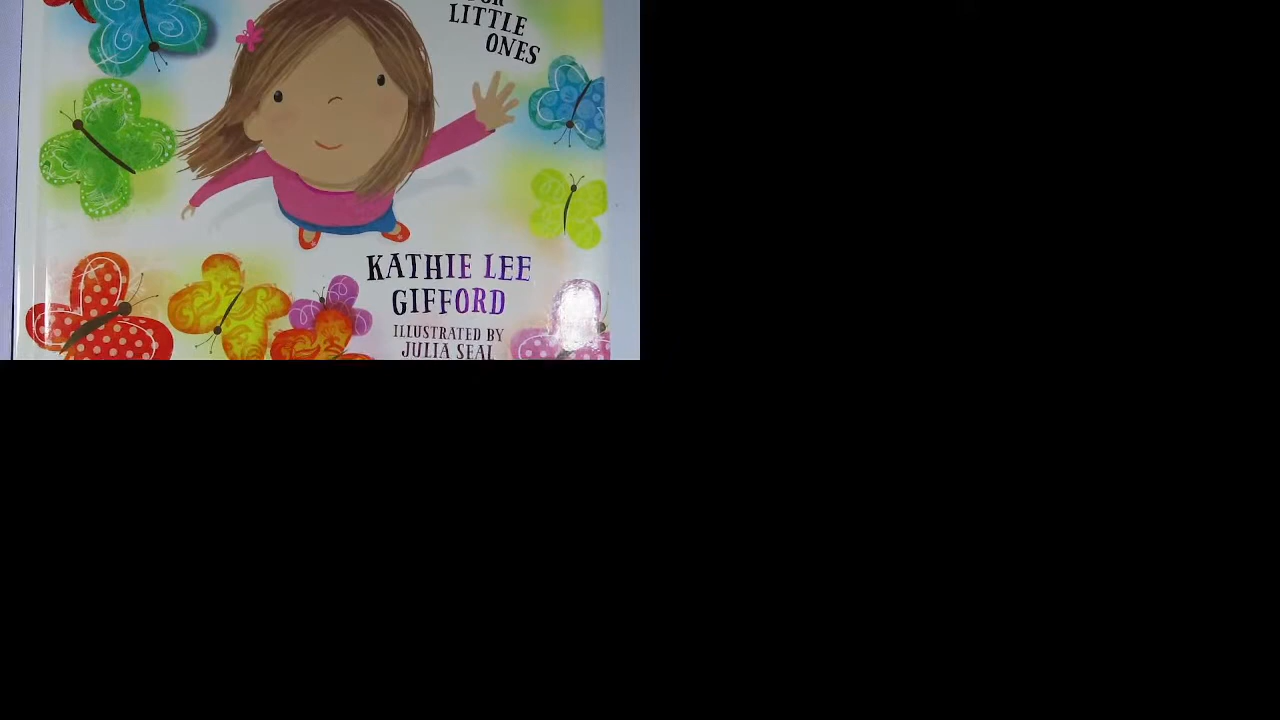 LITTLE
ONES
KATHIE LEE
GIFFORD
ILLUSTRATED BY
JULIA SEAL